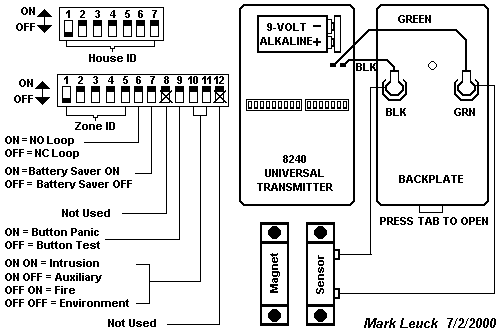 ON
OFF
1 2 3 4 5 6 7
House ID
ON
OFF
1 2 3 4 5 6 7 8 9 10 11 12
Zone ID
ON = NO Loop
OFF = NC Loop
ON =Battery Saver ON
OFF = Battery Saver OFF
Not Used
ON = Button Panic
OFF = Button Test
ON ON = Intrusion
ON OFF = Auxiliary
OFF ON = Fire
OFF OFF = Environment
Not Used
9-VOLT −
ALKALINE +
GREEN
BLK
BLK
GRN
8240
UNIVERSAL
TRANSMITTER
BACKPLATE
PRESS TAB TO OPEN
Magnet
Sensor
Mark Leuck 7/2/2000